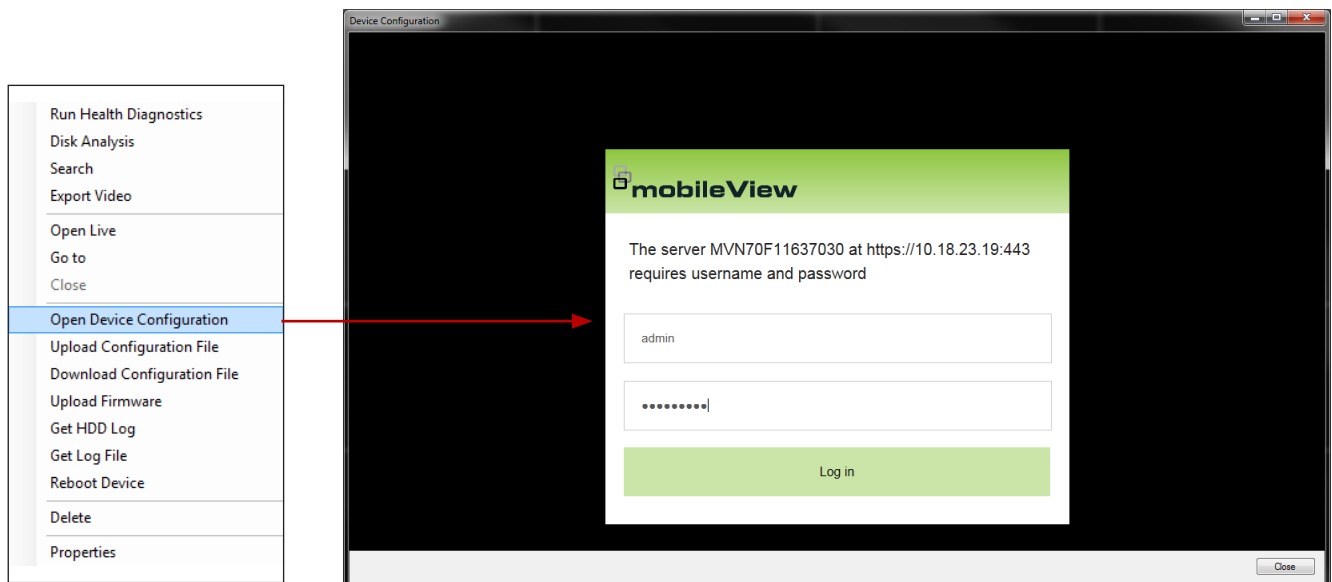 Run Health Diagnostics
Disk Analysis
Search
Export Video
Open Live
Go to
Close
Open Device Configuration
Upload Configuration File
Download Configuration File
Upload Firmware
Get HDD Log
Get Log File
Reboot Device
Delete
Properties
Device Configuration
mobileView
The server MVN70F11637030 at https://10.18.23.19:443
requires username and password
admin
•••••••••
Log in
Close